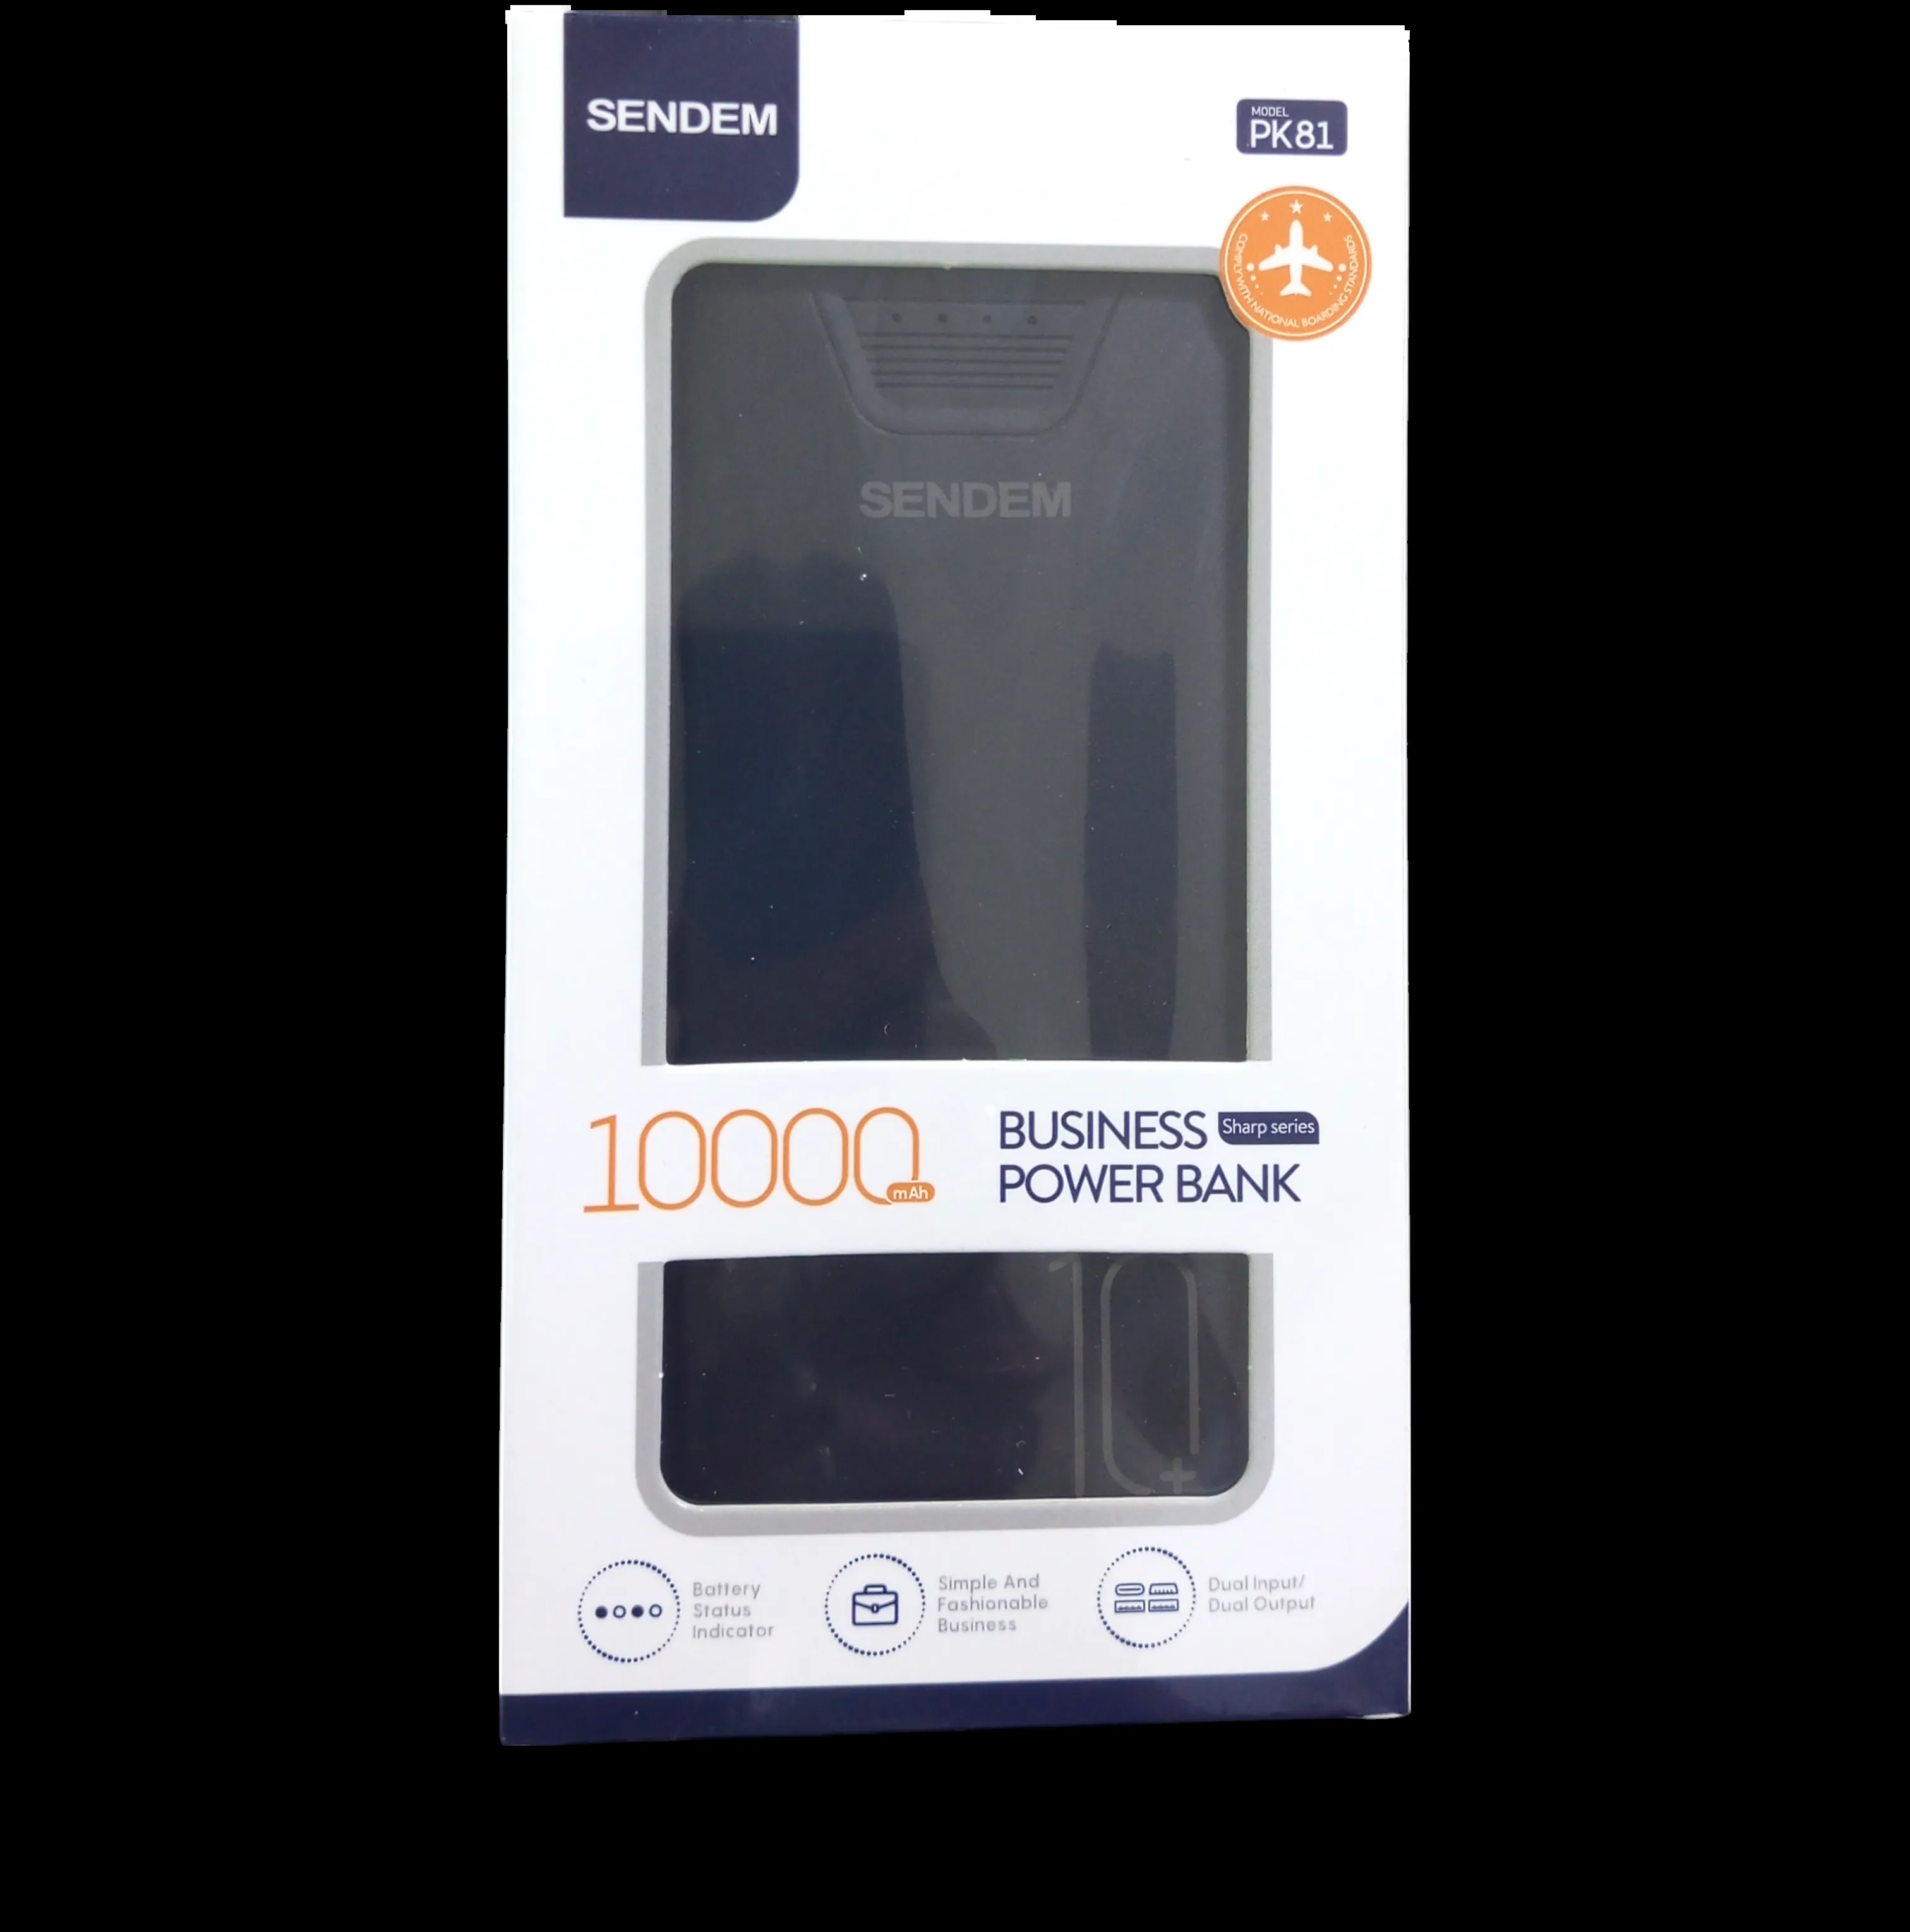 SENDEM
MODEL
PK81
COMPLY WITH NATIONAL BOARDING STANDARDS
SENDEM
10000 mAh
BUSINESS Sharp series
POWER BANK
10+
Battery
Status
Indicator
Simple And
Fashionable
Business
Dual Input/
Dual Output